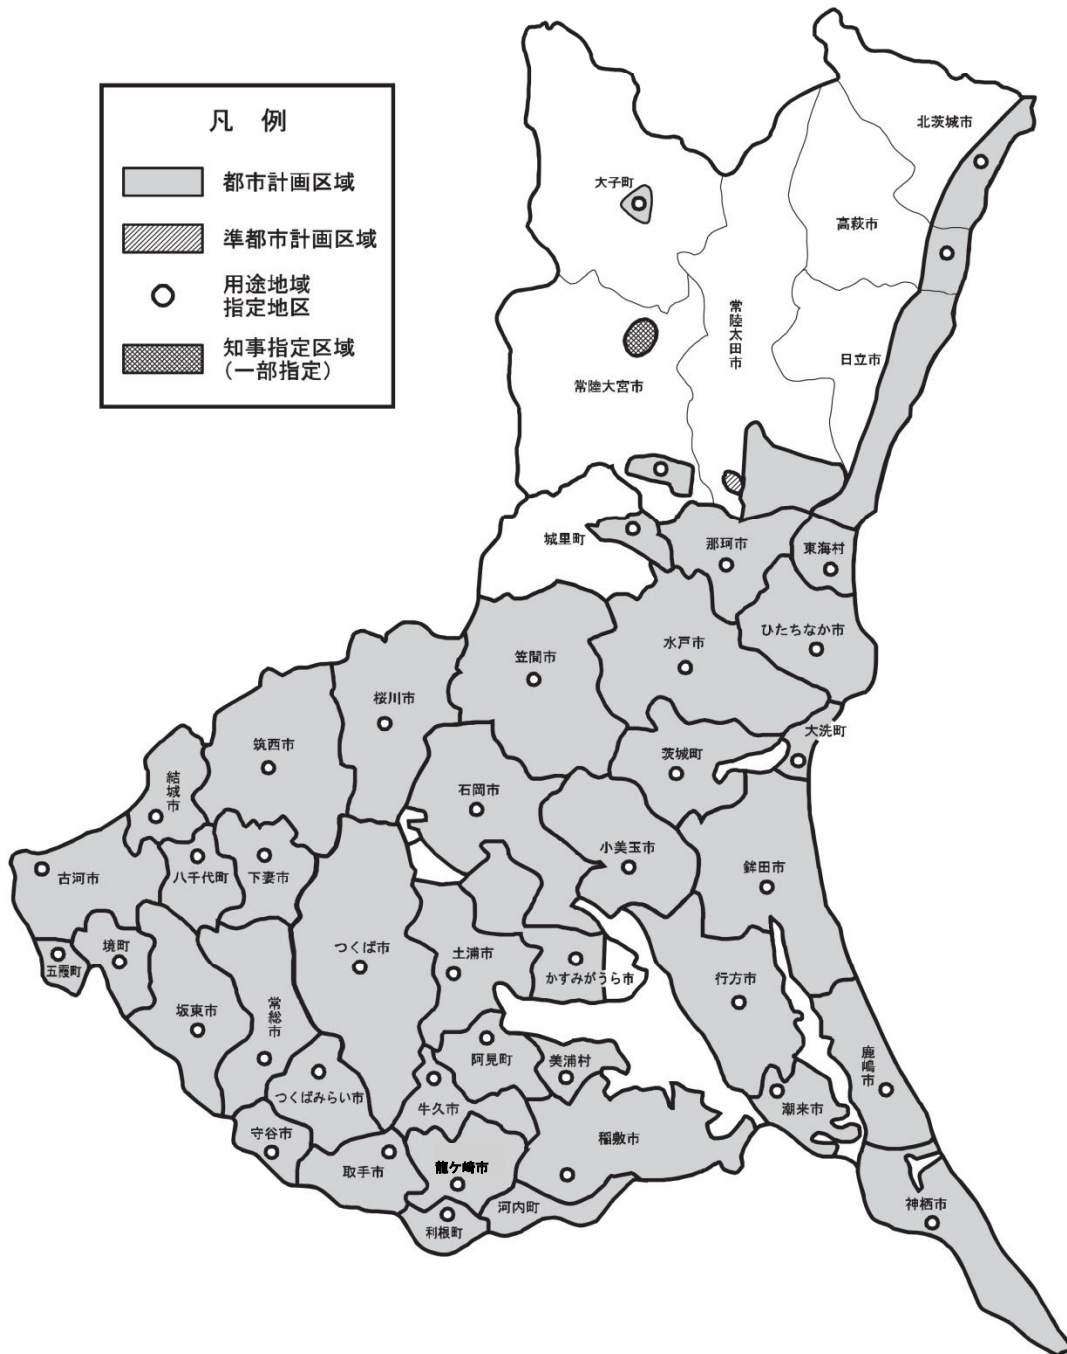 凡 例
都市計画区域
準都市計画区域
用途地域
指定地区
知事指定区域
(一部指定)
北茨城市
大子町
高萩市
常陸太田市
日立市
常陸大宮市
城里町
那珂市
東海村
ひたちなか市
水戸市
笠間市
桜川市
大洗町
茨城町
筑西市
結城市
石岡市
小美玉市
鉾田市
古河市
八千代町
下妻市
境町
つくば市
土浦市
かすみがうら市
行方市
五霞町
坂東市
常総市
阿見町
美浦村
鹿嶋市
つくばみらい市
牛久市
潮来市
守谷市
稲敷市
取手市
龍ケ崎市
河内町
神栖市
利根町